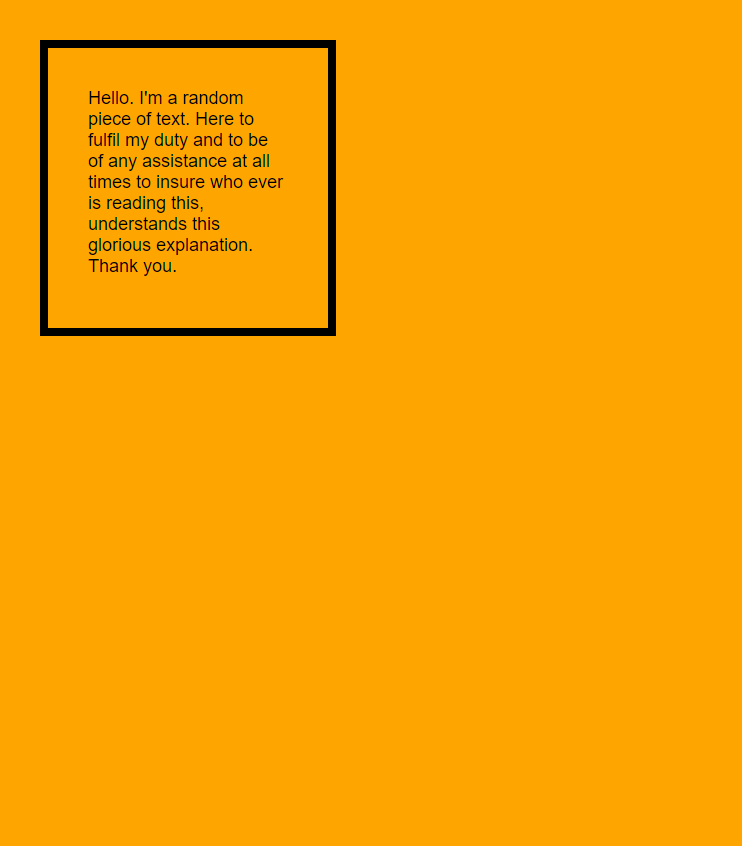 Hello. I'm a random
piece of text. Here to
fulfil my duty and to be
of any assistance at all
times to insure who ever
is reading this,
understands this
glorious explanation.
Thank you.